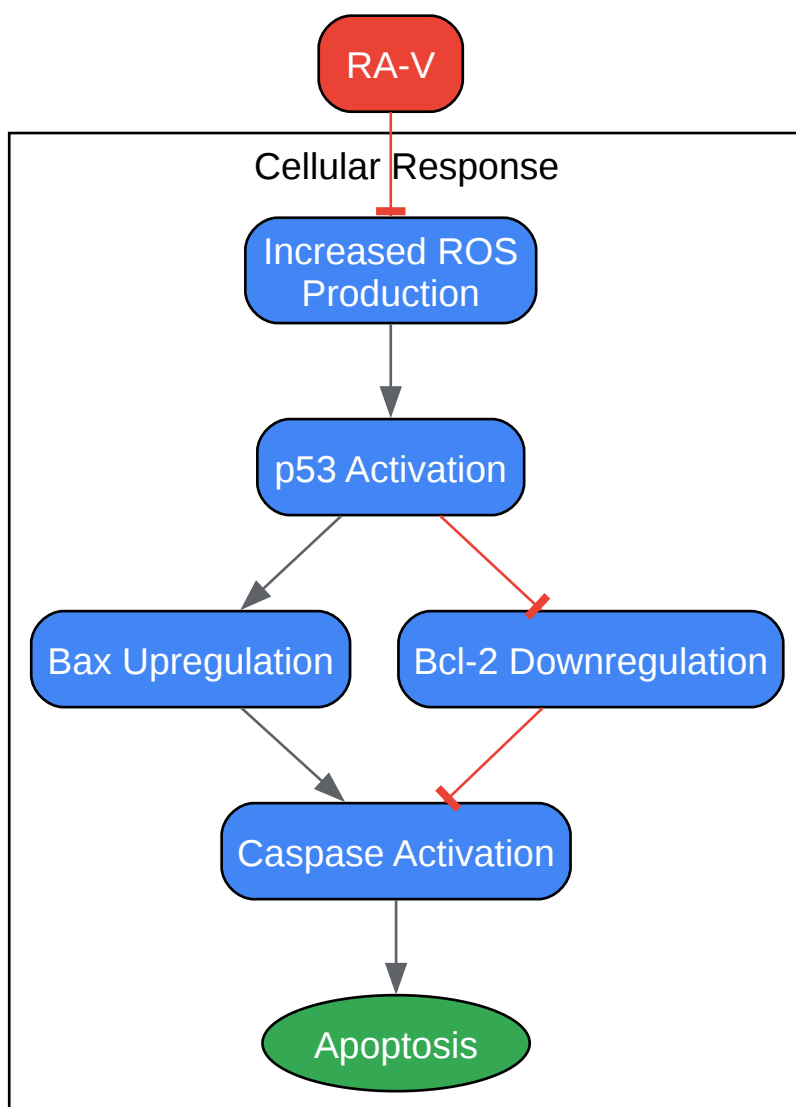 RA-V
Cellular Response
Increased ROS
Production
p53 Activation
Bax Upregulation
Bcl-2 Downregulation
Caspase Activation
Apoptosis